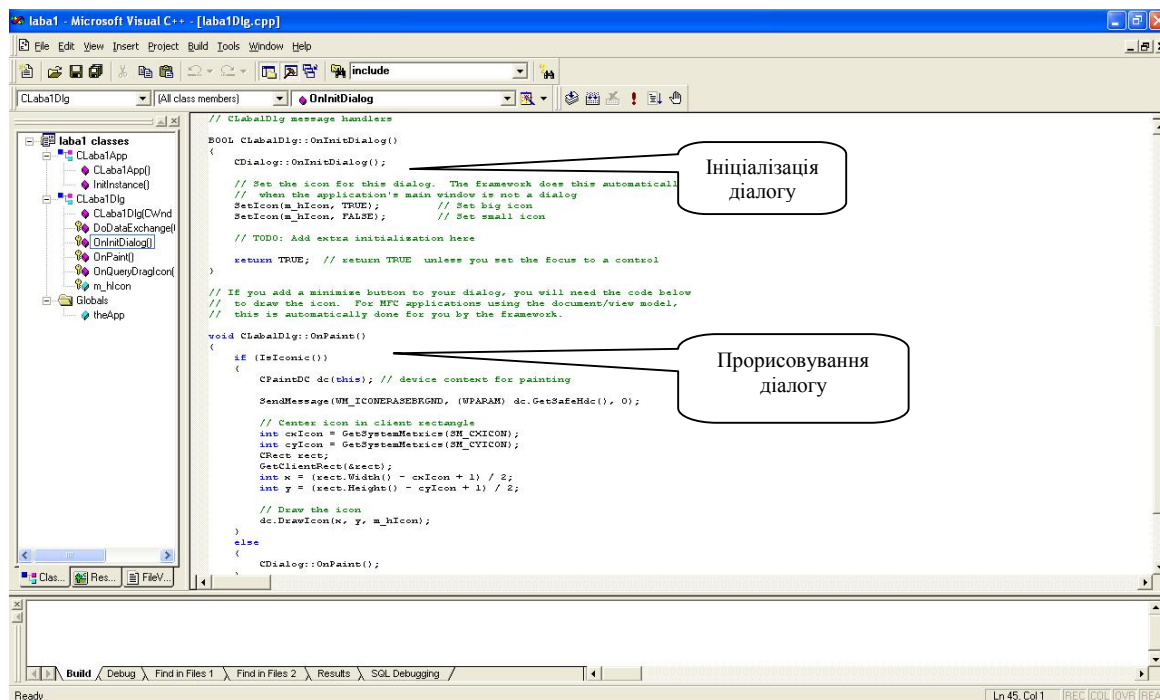 laba1 - Microsoft Visual C++ - [laba1Dlg.cpp]
File Edit View Insert Project Build Tools Window Help
include
CLaba1Dlg (All class members) OnInitDialog
laba1 classes
CLaba1App
CLaba1App()
InitInstance()
CLaba1Dlg
CLaba1Dlg(CWnd
DoDataExchange(
OnInitDialog()
OnPaint()
OnQueryDragIcon(
m_hIcon
Globals
theApp
Clas... Res... FileV...
// CLaba1Dlg message handlers
BOOL CLaba1Dlg::OnInitDialog()
{
CDialog::OnInitDialog();
// Set the icon for this dialog.  The framework does this automaticall
//  when the application's main window is not a dialog
SetIcon(m_hIcon, TRUE);			// Set big icon
SetIcon(m_hIcon, FALSE);		// Set small icon
// TODO: Add extra initialization here
return TRUE;  // return TRUE  unless you set the focus to a control
}
// If you add a minimize button to your dialog, you will need the code below
//  to draw the icon.  For MFC applications using the document/view model,
//  this is automatically done for you by the framework.
void CLaba1Dlg::OnPaint()
{
if (IsIconic())
{
CPaintDC dc(this); // device context for painting
SendMessage(WM_ICONERASEBKGND, (WPARAM) dc.GetSafeHdc(), 0);
// Center icon in client rectangle
int cxIcon = GetSystemMetrics(SM_CXICON);
int cyIcon = GetSystemMetrics(SM_CYICON);
CRect rect;
GetClientRect(&rect);
int x = (rect.Width() - cxIcon + 1) / 2;
int y = (rect.Height() - cyIcon + 1) / 2;
// Draw the icon
dc.DrawIcon(x, y, m_hIcon);
}
else
{
CDialog::OnPaint();
Ініціалізація
діалогу
Прорисовування
діалогу
Build Debug Find in Files 1 Find in Files 2 Results SQL Debugging
Ready
Ln 45, Col 1 REC COL OVR REA